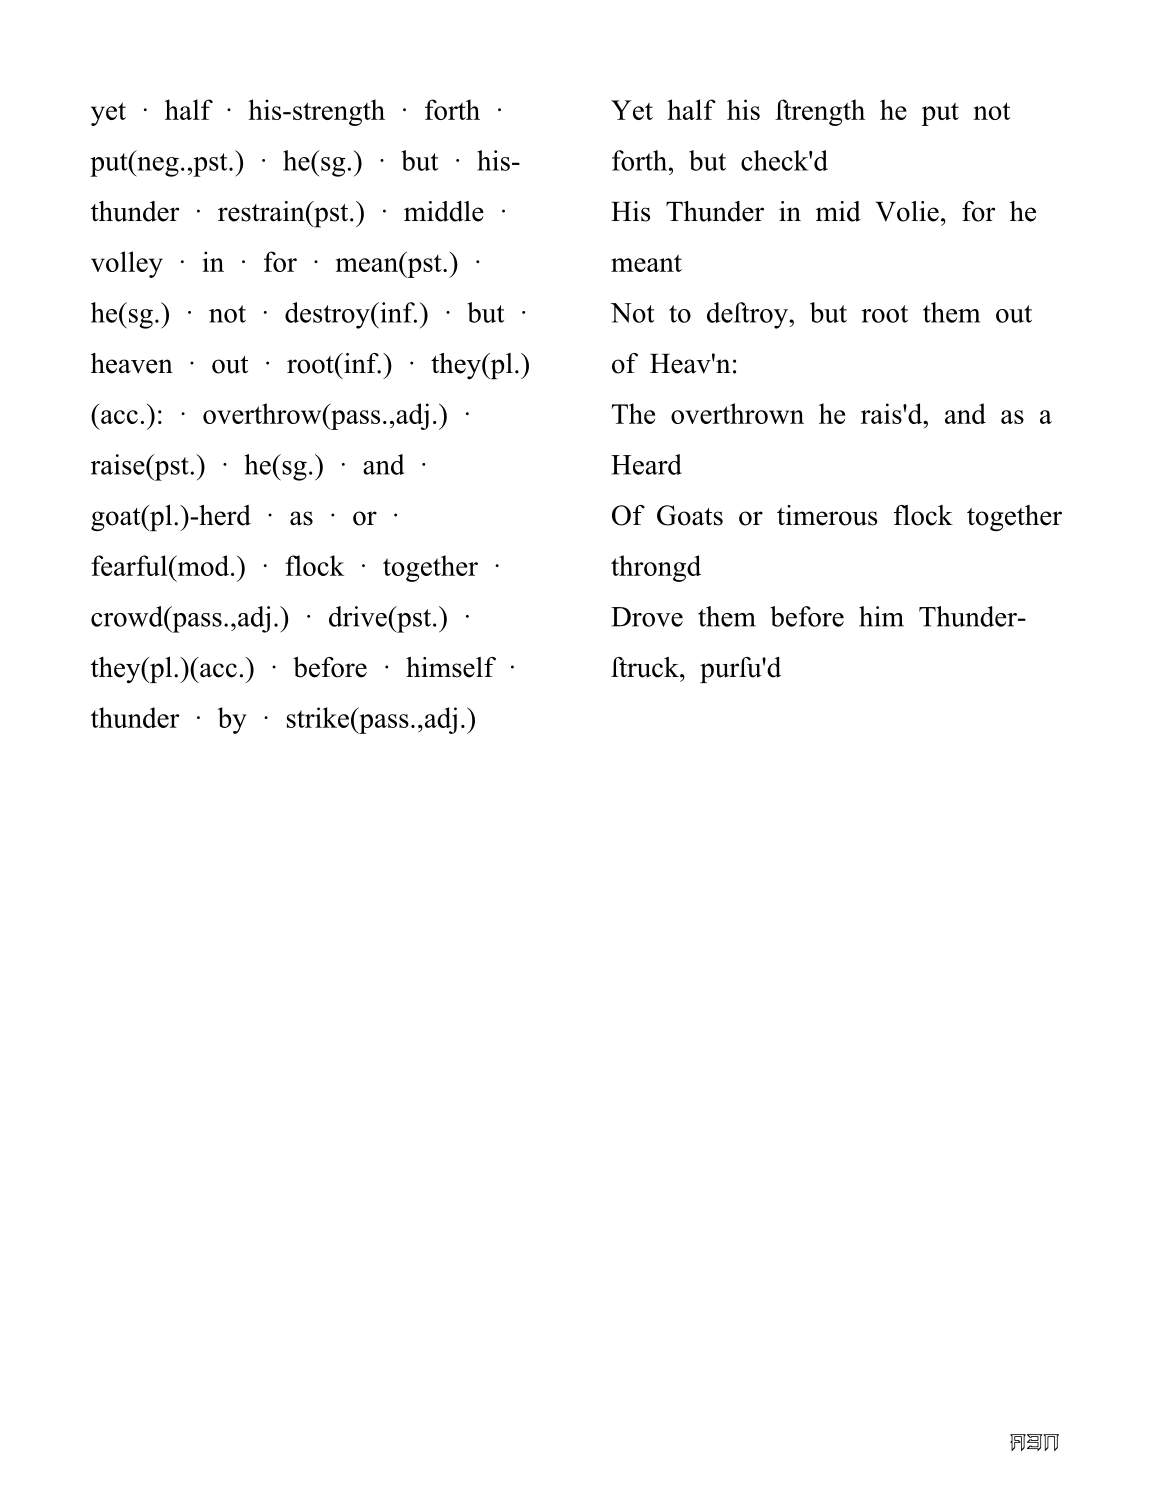 yet · half · his-strength · forth ·
put(neg.,pst.) · he(sg.) · but · his-
thunder · restrain(pst.) · middle ·
volley · in · for · mean(pst.) ·
he(sg.) · not · destroy(inf.) · but ·
heaven · out · root(inf.) · they(pl.)
(acc.): · overthrow(pass.,adj.) ·
raise(pst.) · he(sg.) · and ·
goat(pl.)-herd · as · or ·
fearful(mod.) · flock · together ·
crowd(pass.,adj.) · drive(pst.) ·
they(pl.)(acc.) · before · himself ·
thunder · by · strike(pass.,adj.)
Yet half his ſtrength he put not
forth, but check'd
His Thunder in mid Volie, for he
meant
Not to deſtroy, but root them out
of Heav'n:
The overthrown he rais'd, and as a
Heard
Of Goats or timerous flock together
throngd
Drove them before him Thunder-
ſtruck, purſu'd